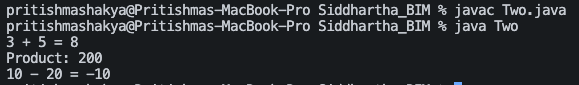 pritishmashakya@Pritishmas-MacBook-Pro Siddhartha_BIM % javac Two.java
pritishmashakya@Pritishmas-MacBook-Pro Siddhartha_BIM % java Two
3 + 5 = 8
Product: 200
10 - 20 = -10